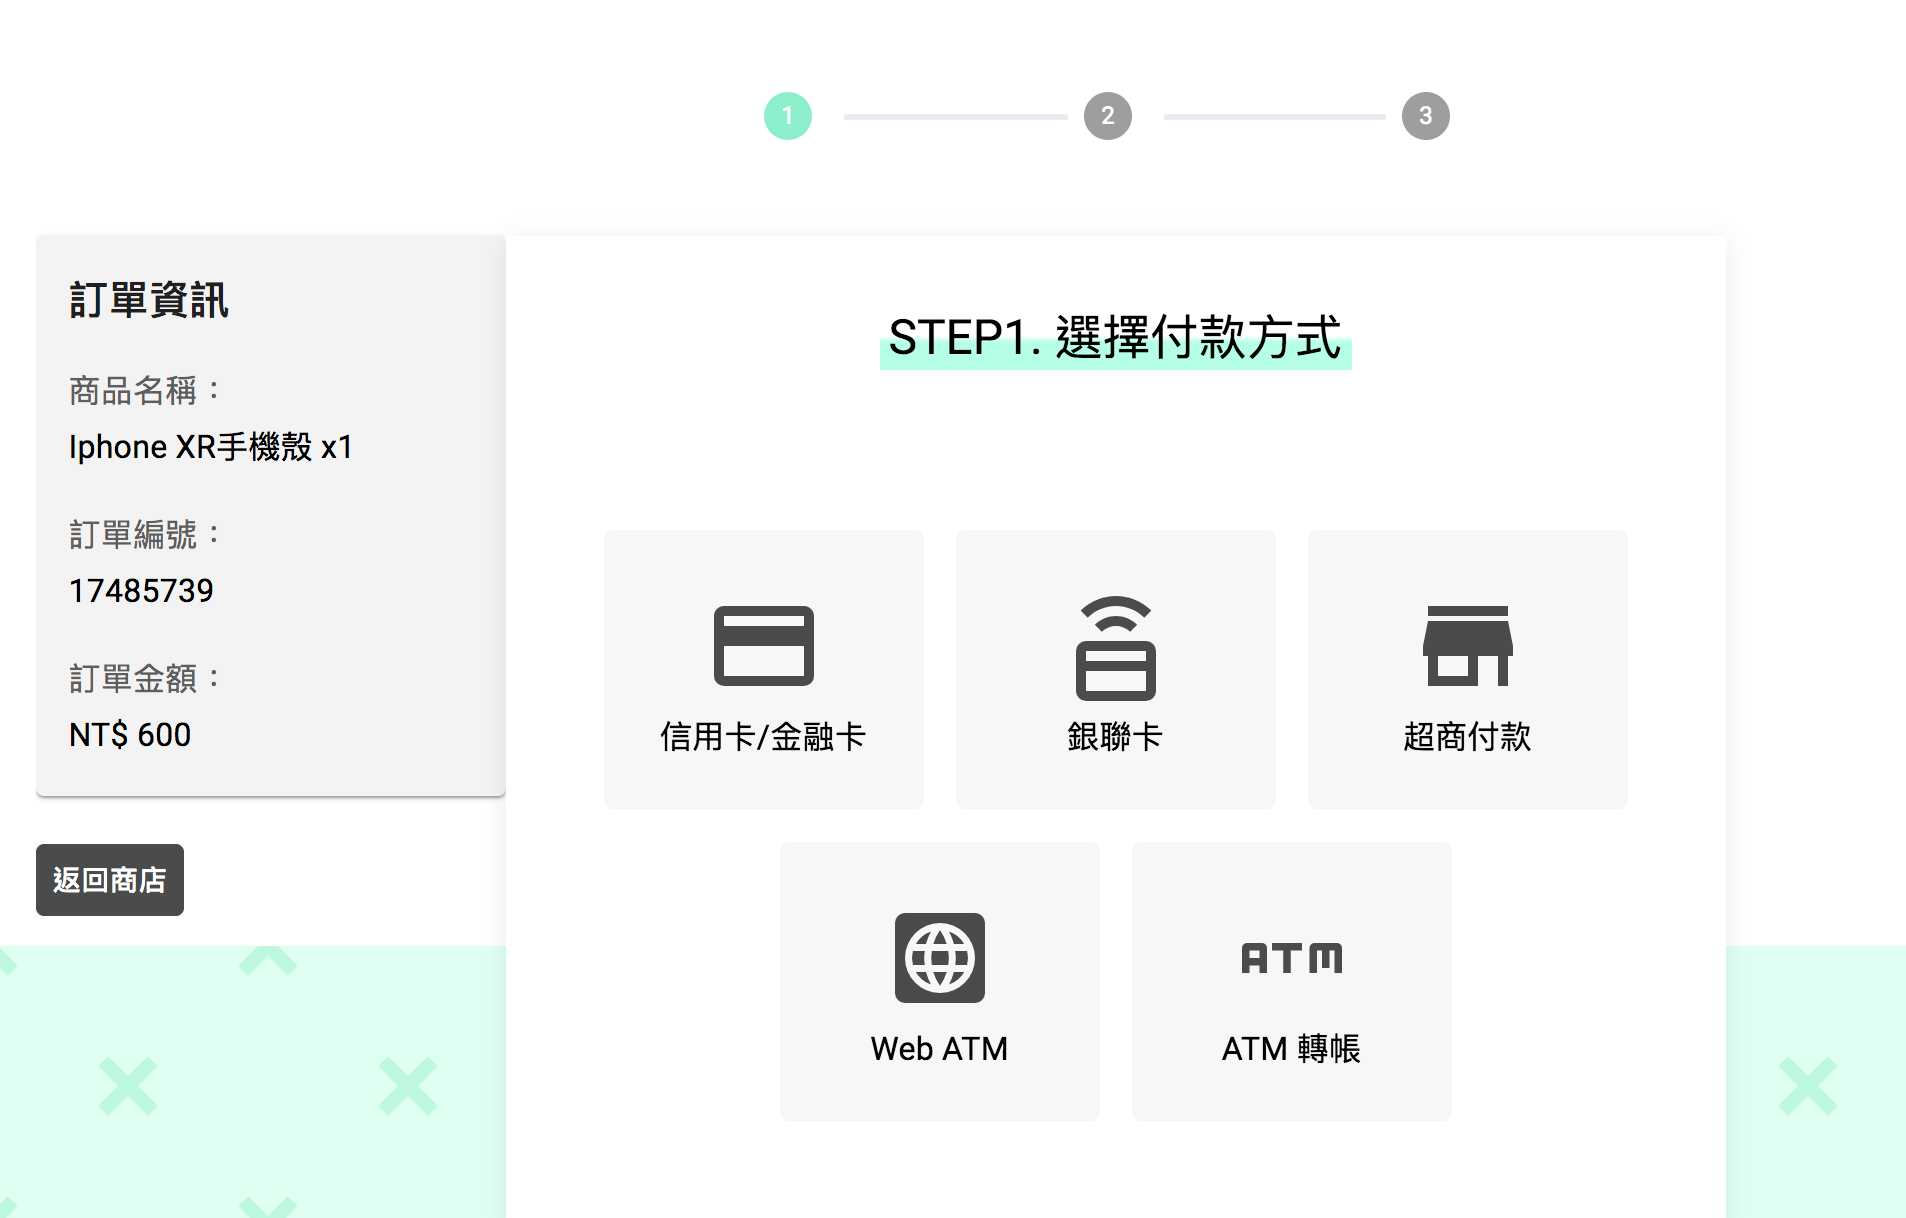 1
2
3
訂單資訊
商品名稱：
Iphone XR手機殼 x1
訂單編號：
17485739
訂單金額：
NT$ 600
返回商店
STEP1. 選擇付款方式
信用卡/金融卡
銀聯卡
超商付款
Web ATM
ATM
ATM 轉帳